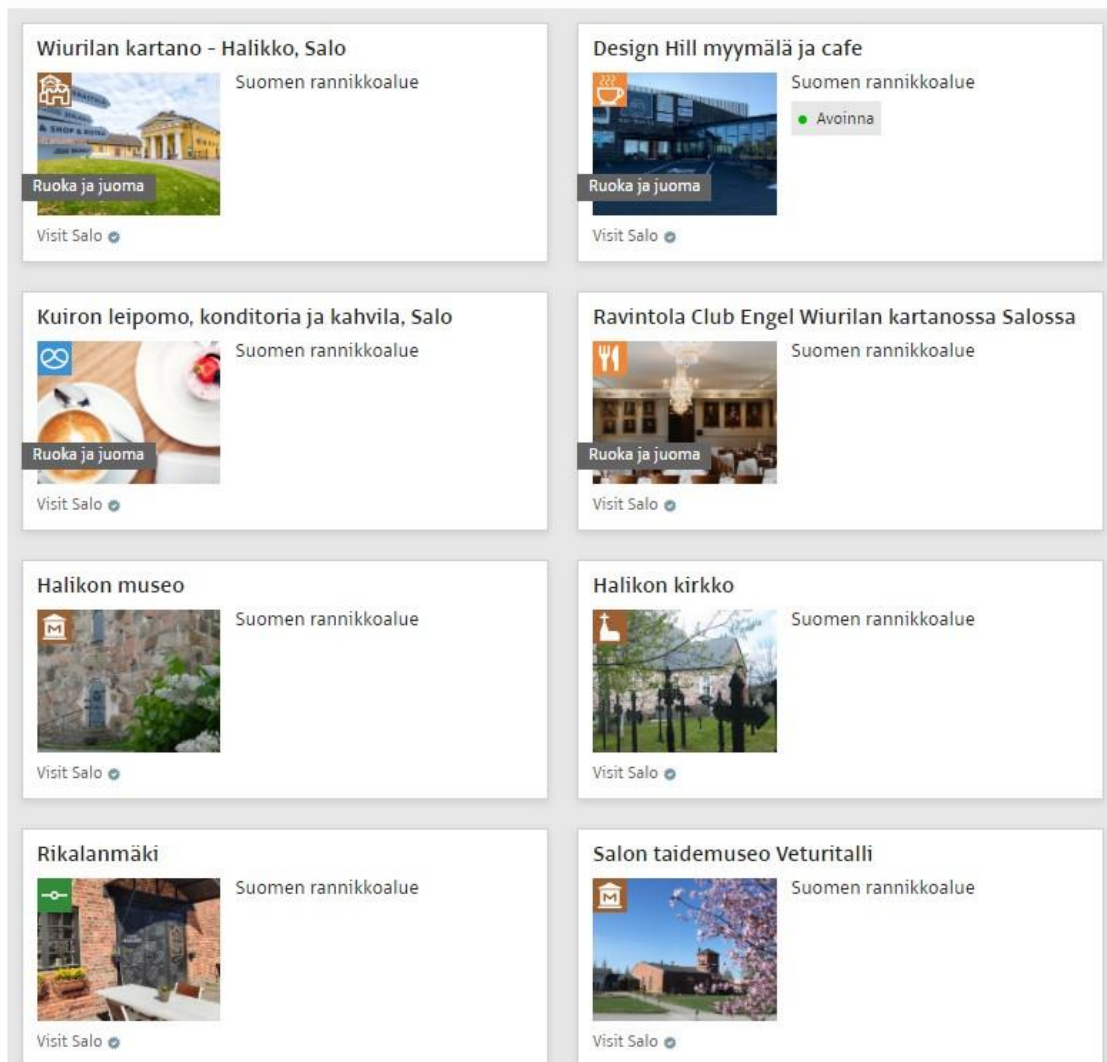 Wiurilan kartano - Halikko, Salo
Suomen rannikkoalue
& SHOP & BISTRO
Ruoka ja juoma
Visit Salo
Design Hill myymälä ja cafe
Suomen rannikkoalue
Avoinna
Ruoka ja juoma
Visit Salo
Kuiron leipomo, konditoria ja kahvila, Salo
Suomen rannikkoalue
Ruoka ja juoma
Visit Salo
Ravintola Club Engel Wiurilan kartanossa Salossa
Suomen rannikkoalue
Ruoka ja juoma
Visit Salo
Halikon museo
M
Suomen rannikkoalue
Visit Salo
Halikon kirkko
Suomen rannikkoalue
Visit Salo
Rikalanmäki
Suomen rannikkoalue
Visit Salo
Salon taidemuseo Veturitalli
M
Suomen rannikkoalue
Visit Salo